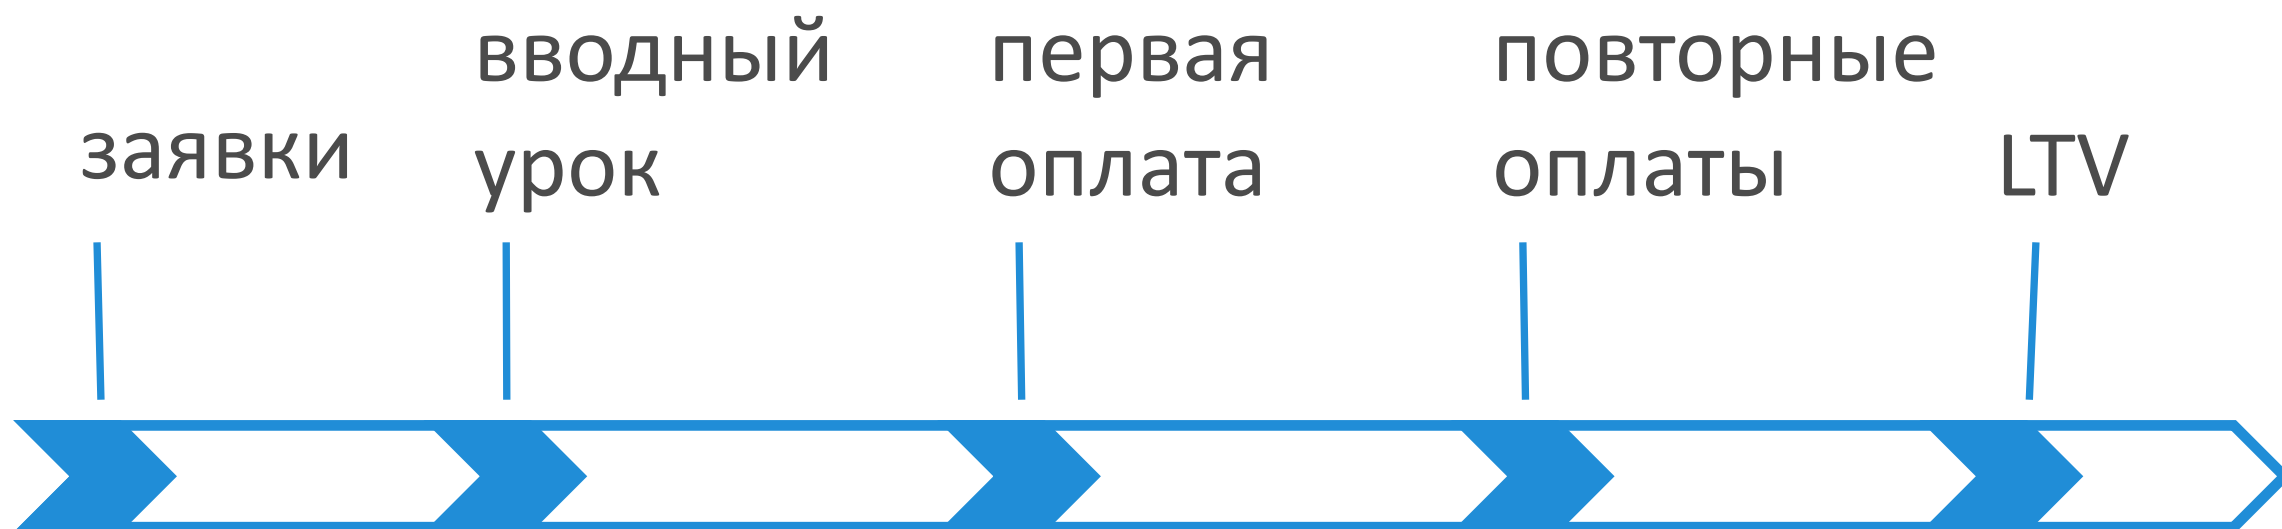 заявки
вводный
урок
первая
оплата
повторные
оплаты
LTV